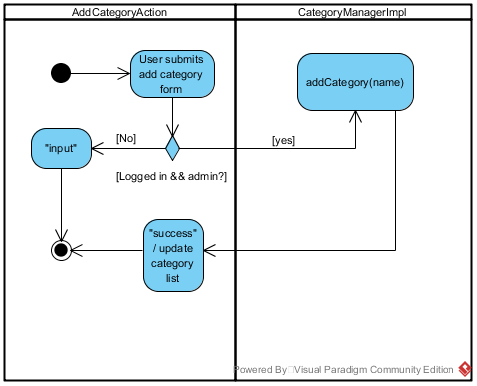 AddCategoryAction
CategoryManagerImpl
User submits
add category
form
addCategory(name)
[No]
[yes]
"input"
[Logged in && admin?]
"success"
/ update
category
list
Powered By Visual Paradigm Community Edition